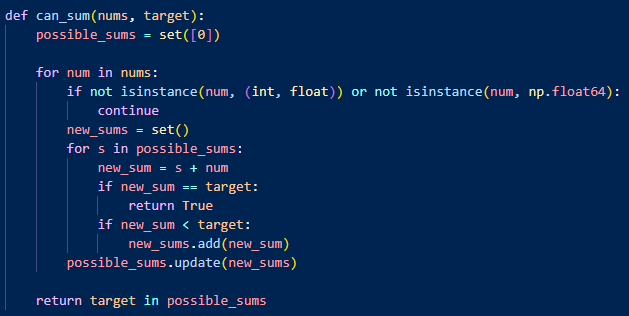 def can_sum(nums, target):
    possible_sums = set([0])

    for num in nums:
        if not isinstance(num, (int, float)) or not isinstance(num, np.float64):
            continue
        new_sums = set()
        for s in possible_sums:
            new_sum = s + num
            if new_sum == target:
                return True
            if new_sum < target:
                new_sums.add(new_sum)
        possible_sums.update(new_sums)

    return target in possible_sums